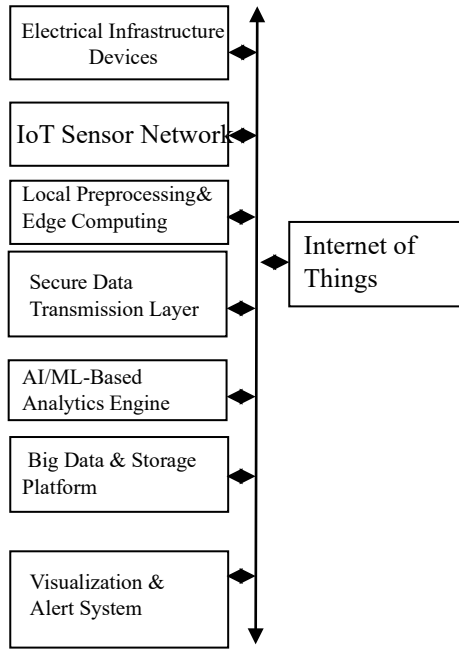 Electrical Infrastructure
Devices
IoT Sensor Network
Local Preprocessing&
Edge Computing
Internet of
Things
Secure Data
Transmission Layer
AI/ML-Based
Analytics Engine
Big Data & Storage
Platform
Visualization &
Alert System